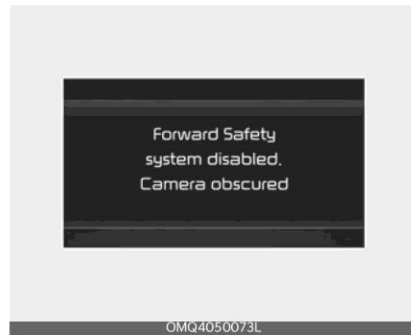 Forward Safety
system disabled.
Camera obscured
OMQ4050073L